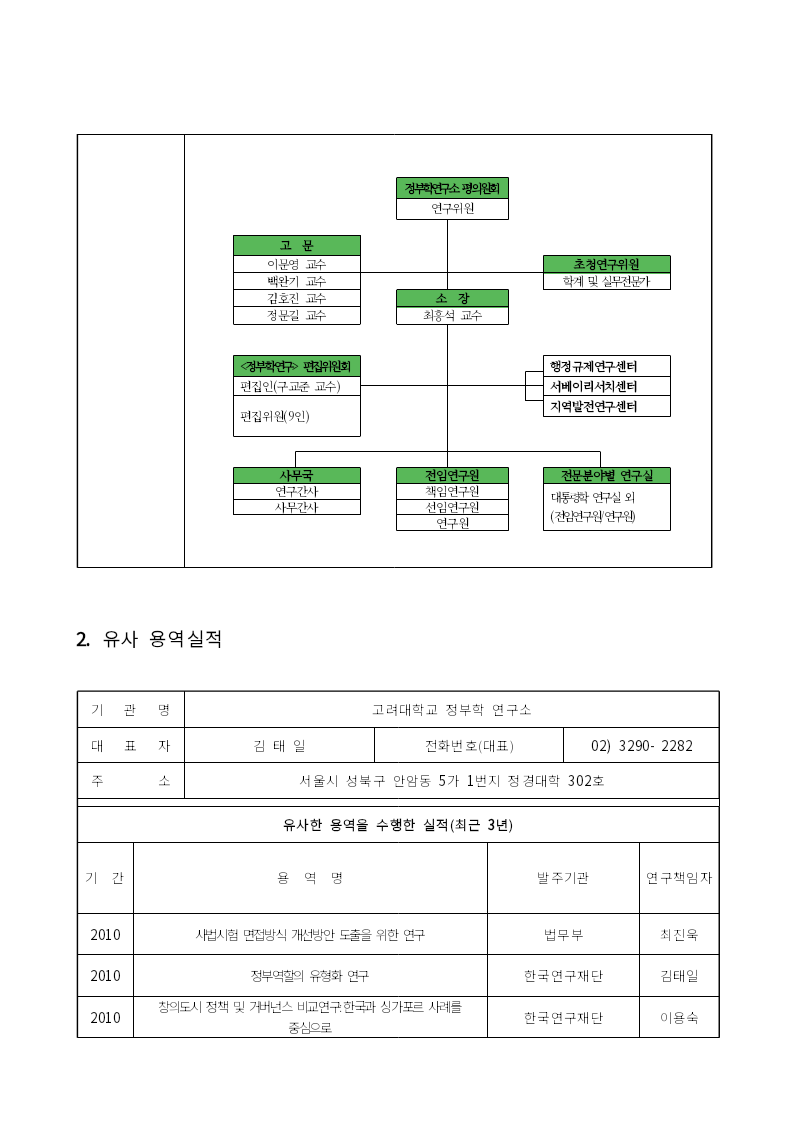 정부학연구소 평의원회
연구위원
고 문
이문영 교수
백완기 교수
김호진 교수
정문길 교수
초청연구위원
학계 및 실무전문가
소 장
최흥석 교수
<정부학연구> 편집위원회
편집인(구교준 교수)
편집위원(9인)
행정규제연구센터
서베이리서치센터
지역발전연구센터
사무국
연구간사
사무간사
전임연구원
책임연구원
선임연구원
연구원
전문분야별 연구실
대통령학 연구실 외
(전임연구원/연구원)
2. 유사 용역실적
기 관 명 고려대학교 정부학 연구소
대 표 자 김 태 일 전화번호(대표) 02) 3290- 2282
주 소 서울시 성북구 안암동 5가 1번지 정경대학 302호
유사한 용역을 수행한 실적(최근 3년)
기 간 용 역 명 발주기관 연구책임자
2010 사법시험 면접방식 개선방안 도출을 위한 연구 법무부 최진욱
2010 정부역할의 유형화 연구 한국연구재단 김태일
2010 창의도시 정책 및 거버넌스 비교연구:한국과 싱가포르 사례를
중심으로 한국연구재단 이용숙